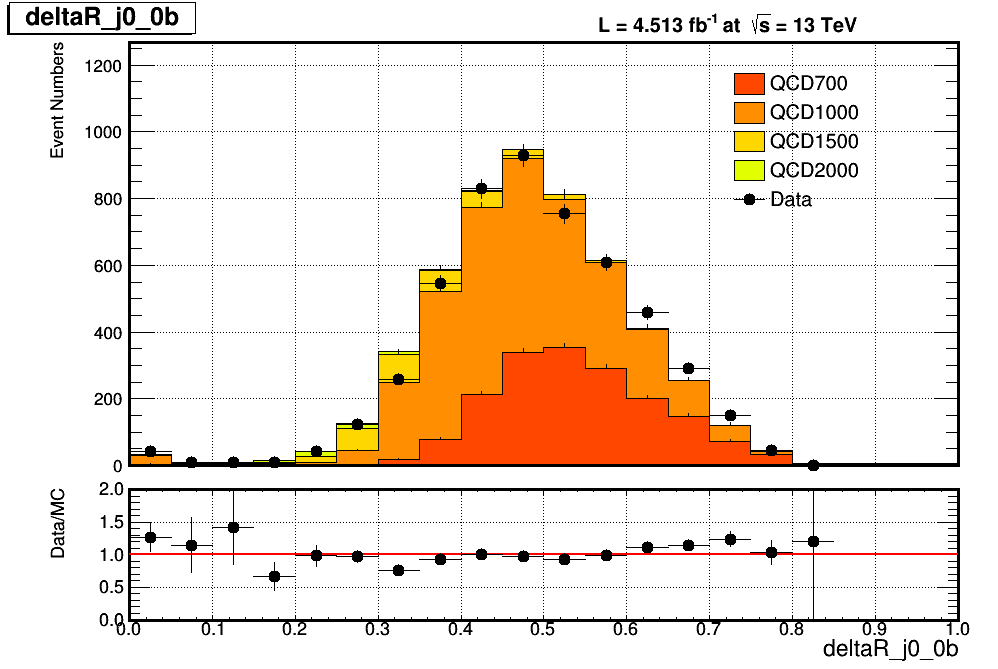 deltaR_j0_0b
L = 4.513 fb⁻¹ at √s = 13 TeV
Event Numbers
1200
1000
800
600
400
200
0
QCD700
QCD1000
QCD1500
QCD2000
Data
Data/MC
2.0
1.5
1.0
0.5
0.0
0.0 0.1 0.2 0.3 0.4 0.5 0.6 0.7 0.8 0.9 1.0
deltaR_j0_0b